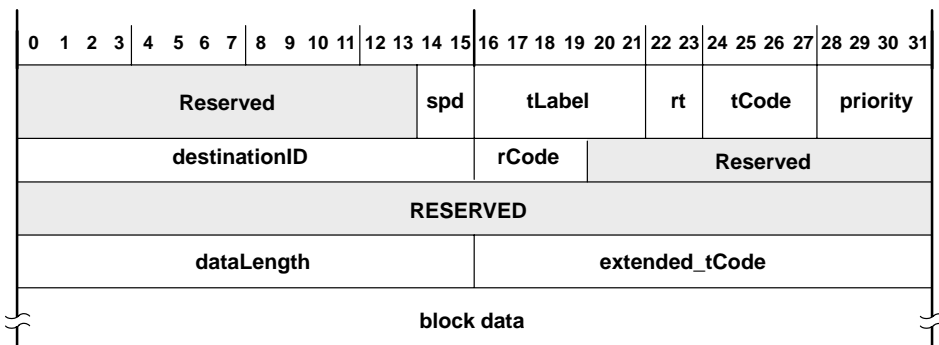 0 1 2 3 4 5 6 7 8 9 10 11 12 13 14 15 16 17 18 19 20 21 22 23 24 25 26 27 28 29 30 31
Reserved spd tLabel rt tCode priority
destinationID rCode Reserved
RESERVED
dataLength extended_tCode
block data